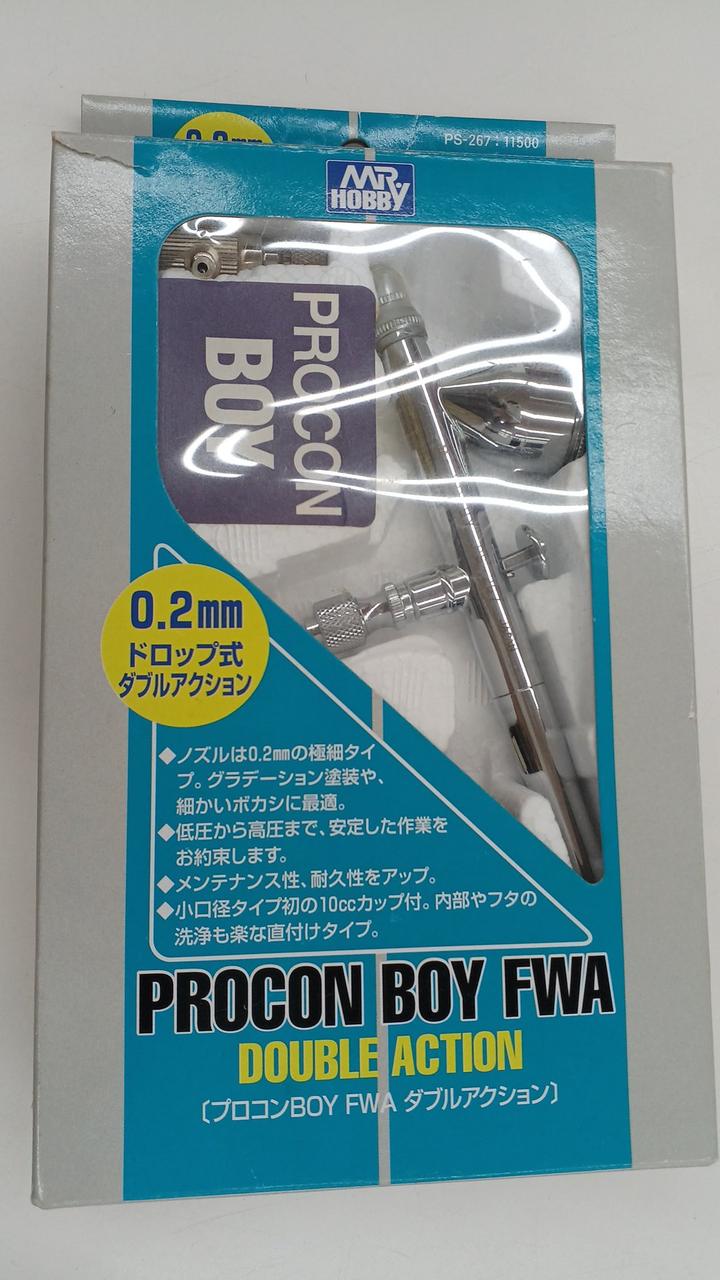 PS-267:11500
MR.
HOBBY
PROCON
BOY
0.2mm
ドロップ式
ダブルアクション
◆ノズルは0.2mmの極細タイ
プ。グラデーション塗装や、
細かいボカシに最適。
◆低圧から高圧まで、安定した作業を
お約束します。
◆メンテナンス性、耐久性をアップ。
◆小口径タイプ初の10ccカップ付。内部やフタの
洗浄も楽な直付けタイプ。
PROCON BOY FWA
DOUBLE ACTION
〔プロコンBOY FWA ダブルアクション〕